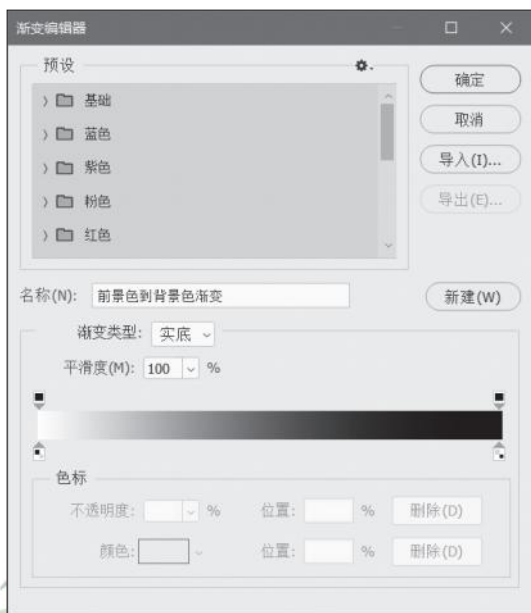 渐变编辑器
预设
基础
蓝色
紫色
粉色
红色
确定
取消
导入(I)...
导出(E)...
名称(N): 前景色到背景色渐变
新建(W)
渐变类型: 实底
平滑度(M): 100 %
色标
不透明度: % 位置: % 删除(D)
颜色: 位置: % 删除(D)